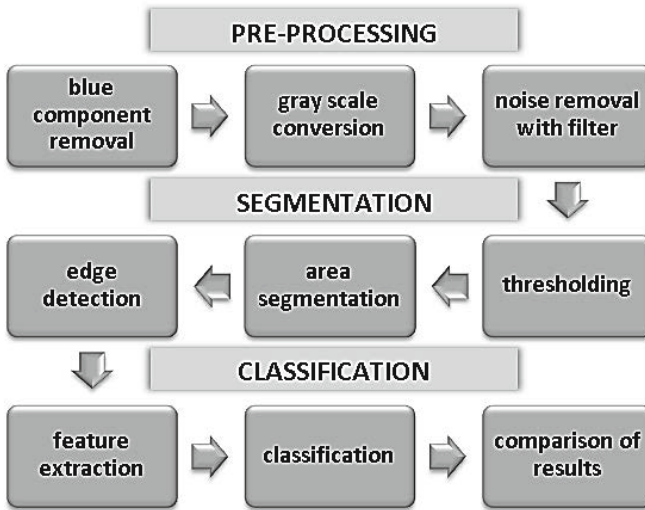 PRE-PROCESSING
blue
component
removal
gray scale
conversion
noise removal
with filter
SEGMENTATION
edge
detection
area
segmentation
thresholding
CLASSIFICATION
feature
extraction
classification
comparison of
results